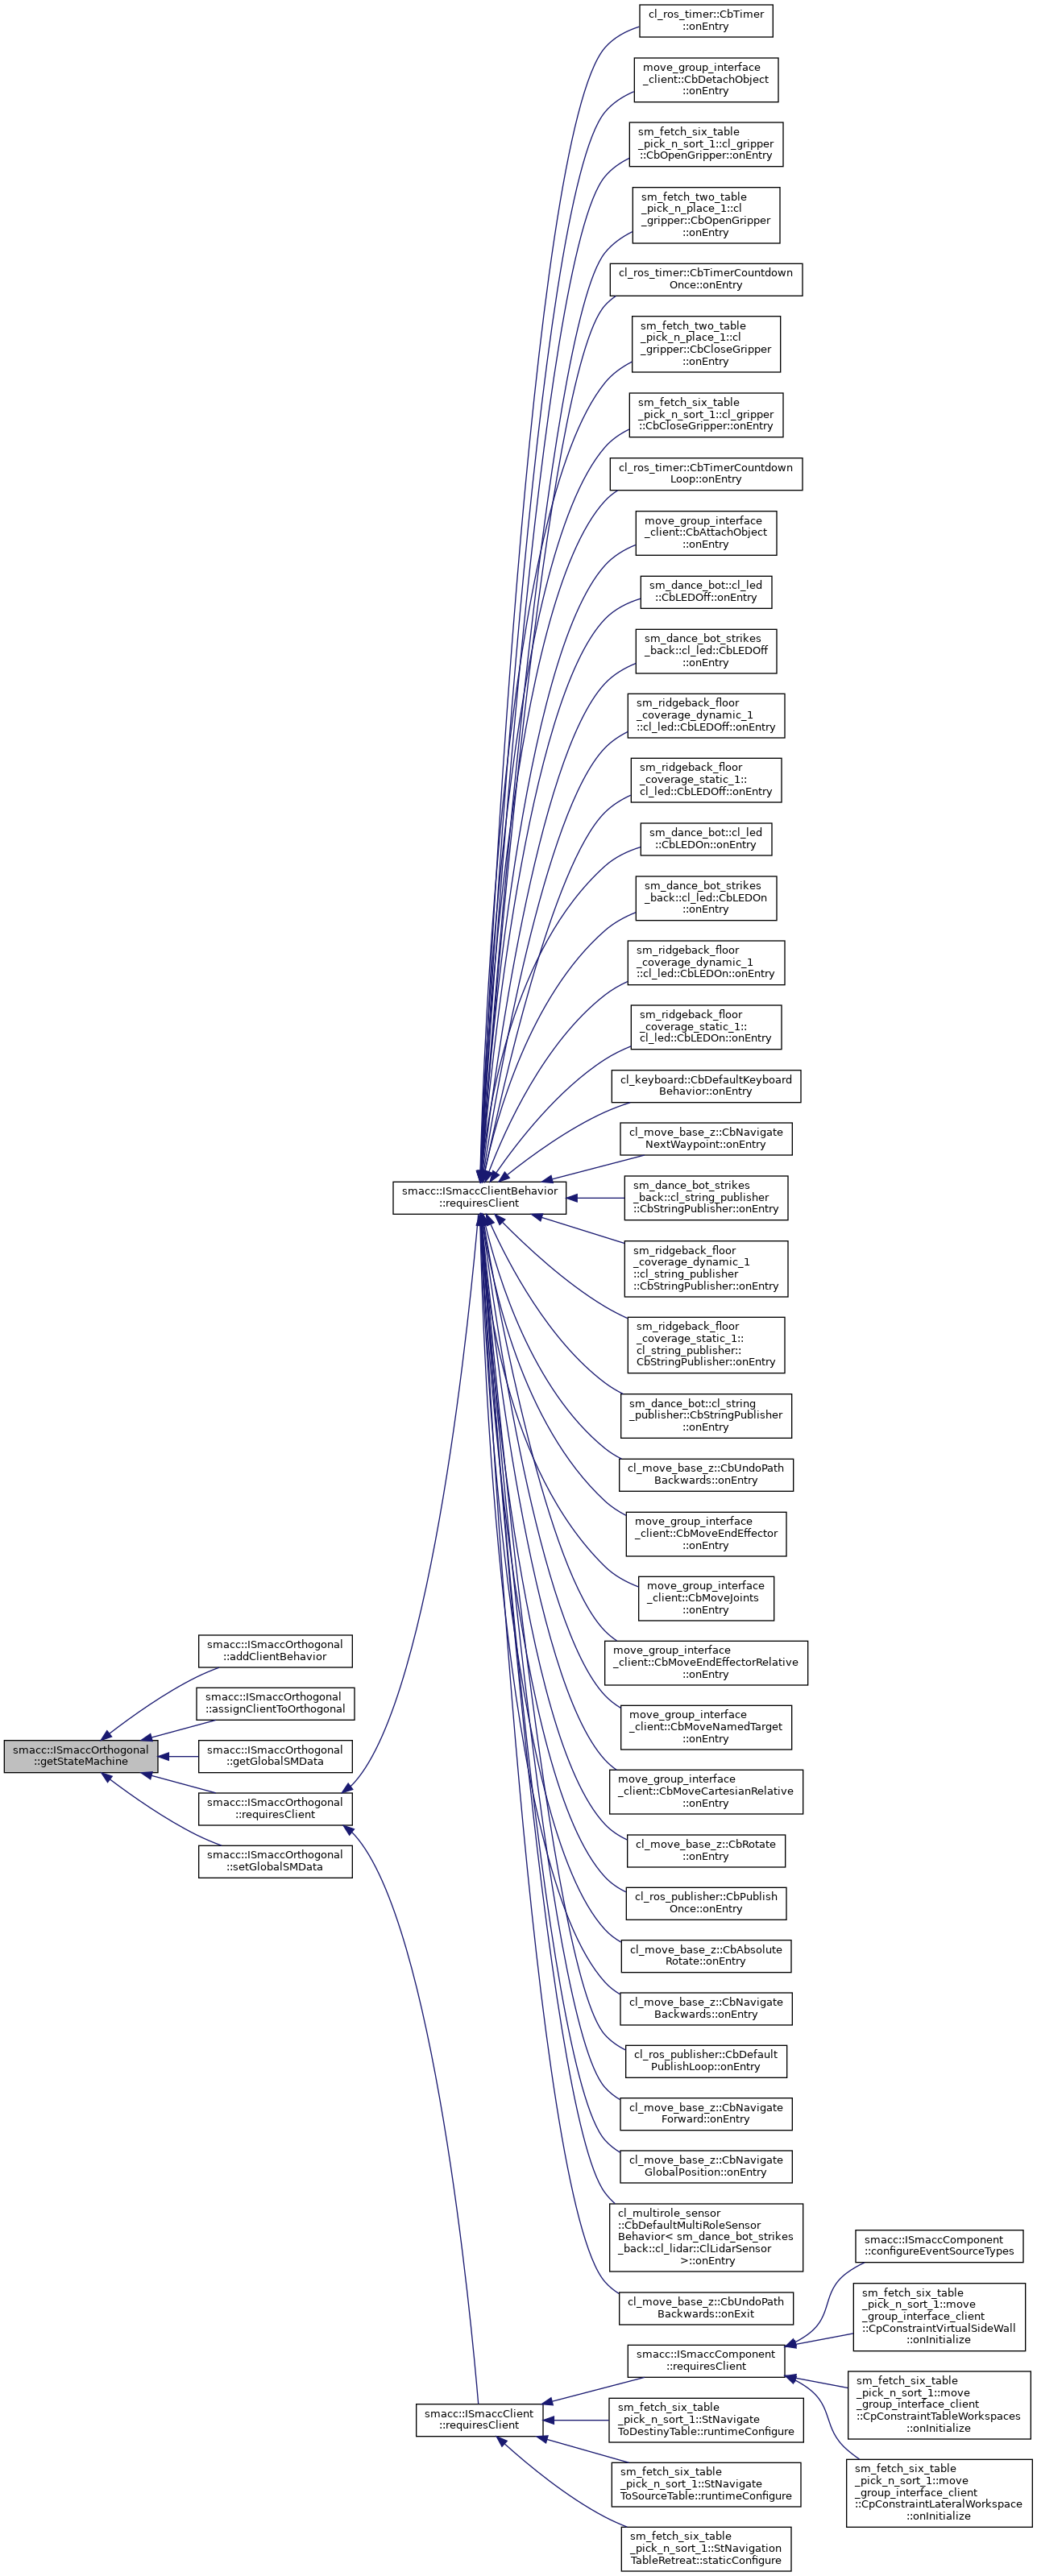 cl_ros_timer::CbTimer
::onEntry
move_group_interface
_client::CbDetachObject
::onEntry
sm_fetch_six_table
_pick_n_sort_1::cl_gripper
::CbOpenGripper::onEntry
sm_fetch_two_table
_pick_n_place_1::cl
_gripper::CbOpenGripper
::onEntry
cl_ros_timer::CbTimerCountdown
Once::onEntry
sm_fetch_two_table
_pick_n_place_1::cl
_gripper::CbCloseGripper
::onEntry
sm_fetch_six_table
_pick_n_sort_1::cl_gripper
::CbCloseGripper::onEntry
cl_ros_timer::CbTimerCountdown
Loop::onEntry
move_group_interface
_client::CbAttachObject
::onEntry
sm_dance_bot::cl_led
::CbLEDOff::onEntry
sm_dance_bot_strikes
_back::cl_led::CbLEDOff
::onEntry
sm_ridgeback_floor
_coverage_dynamic_1
::cl_led::CbLEDOff::onEntry
sm_ridgeback_floor
_coverage_static_1::
cl_led::CbLEDOff::onEntry
sm_dance_bot::cl_led
::CbLEDOn::onEntry
sm_dance_bot_strikes
_back::cl_led::CbLEDOn
::onEntry
sm_ridgeback_floor
_coverage_dynamic_1
::cl_led::CbLEDOn::onEntry
sm_ridgeback_floor
_coverage_static_1::
cl_led::CbLEDOn::onEntry
cl_keyboard::CbDefaultKeyboard
Behavior::onEntry
cl_move_base_z::CbNavigate
NextWaypoint::onEntry
smacc::ISmaccClientBehavior
::requiresClient
sm_dance_bot_strikes
_back::cl_string_publisher
::CbStringPublisher::onEntry
sm_ridgeback_floor
_coverage_dynamic_1
::cl_string_publisher
::CbStringPublisher::onEntry
sm_ridgeback_floor
_coverage_static_1::
cl_string_publisher::
CbStringPublisher::onEntry
sm_dance_bot::cl_string
_publisher::CbStringPublisher
::onEntry
cl_move_base_z::CbUndoPath
Backwards::onEntry
move_group_interface
_client::CbMoveEndEffector
::onEntry
move_group_interface
_client::CbMoveJoints
::onEntry
move_group_interface
_client::CbMoveEndEffectorRelative
::onEntry
move_group_interface
_client::CbMoveNamedTarget
::onEntry
move_group_interface
_client::CbMoveCartesianRelative
::onEntry
smacc::ISmaccOrthogonal
::addClientBehavior
smacc::ISmaccOrthogonal
::assignClientToOrthogonal
smacc::ISmaccOrthogonal
::getStateMachine
smacc::ISmaccOrthogonal
::getGlobalSMData
smacc::ISmaccOrthogonal
::requiresClient
smacc::ISmaccOrthogonal
::setGlobalSMData
cl_move_base_z::CbRotate
::onEntry
cl_ros_publisher::CbPublish
Once::onEntry
cl_move_base_z::CbAbsolute
Rotate::onEntry
cl_move_base_z::CbNavigate
Backwards::onEntry
cl_ros_publisher::CbDefault
PublishLoop::onEntry
cl_move_base_z::CbNavigate
Forward::onEntry
cl_move_base_z::CbNavigate
GlobalPosition::onEntry
cl_multirole_sensor
::CbDefaultMultiRoleSensor
Behavior< sm_dance_bot_strikes
_back::cl_lidar::ClLidarSensor
>::onEntry
cl_move_base_z::CbUndoPath
Backwards::onExit
smacc::ISmaccComponent
::configureEventSourceTypes
sm_fetch_six_table
_pick_n_sort_1::move
_group_interface_client
::CpConstraintVirtualSideWall
::onInitialize
smacc::ISmaccComponent
::requiresClient
sm_fetch_six_table
_pick_n_sort_1::move
_group_interface_client
::CpConstraintTableWorkspaces
::onInitialize
smacc::ISmaccClient
::requiresClient
sm_fetch_six_table
_pick_n_sort_1::StNavigate
ToDestinyTable::runtimeConfigure
sm_fetch_six_table
_pick_n_sort_1::move
_group_interface_client
::CpConstraintLateralWorkspace
::onInitialize
sm_fetch_six_table
_pick_n_sort_1::StNavigate
ToSourceTable::runtimeConfigure
sm_fetch_six_table
_pick_n_sort_1::StNavigation
TableRetreat::staticConfigure